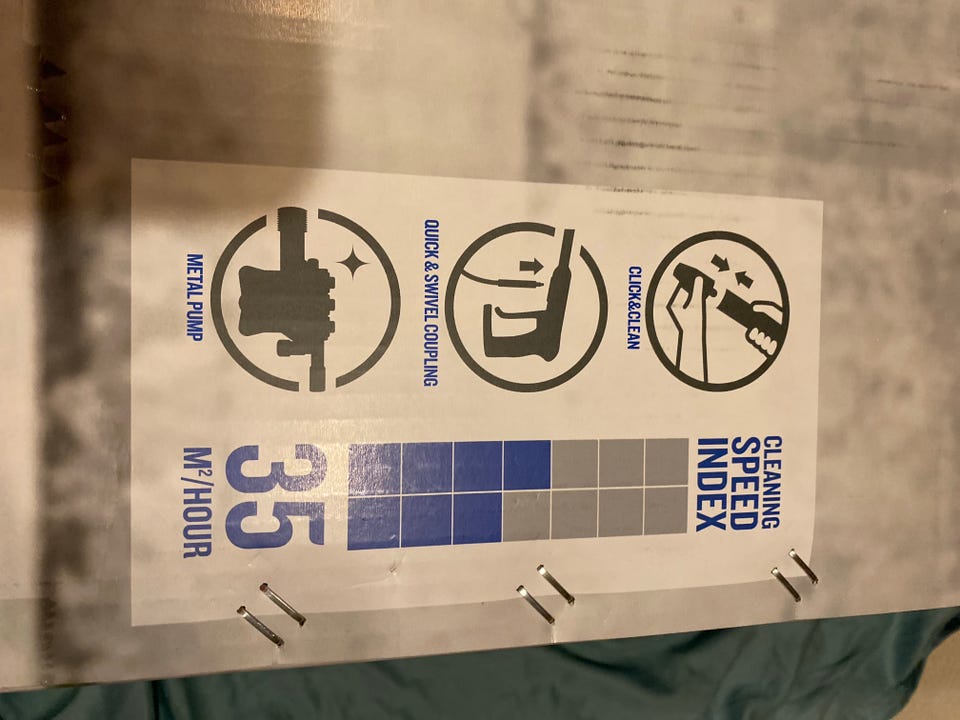 CLICK&CLEAN
QUICK & SWIVEL COUPLING
METAL PUMP
CLEANING
SPEED
INDEX
35
M²/HOUR